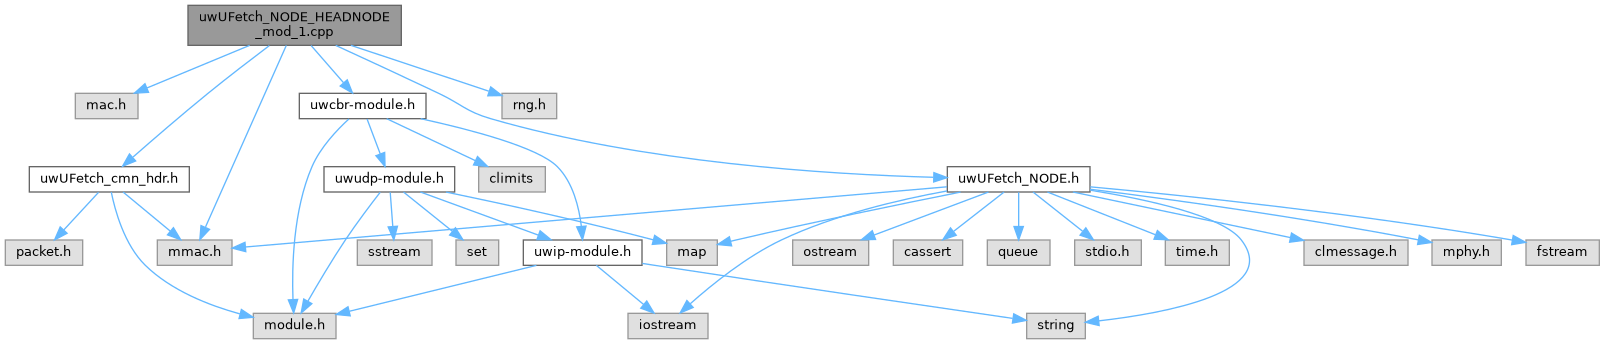 uwUFetch_NODE_HEADNODE
_mod_1.cpp
mac.h
uwcbr-module.h
rng.h
uwUFetch_cmn_hdr.h
uwudp-module.h
climits
uwUFetch_NODE.h
packet.h
mmac.h
sstream
set
uwip-module.h
map
ostream
cassert
queue
stdio.h
time.h
clmessage.h
mphy.h
fstream
module.h
iostream
string